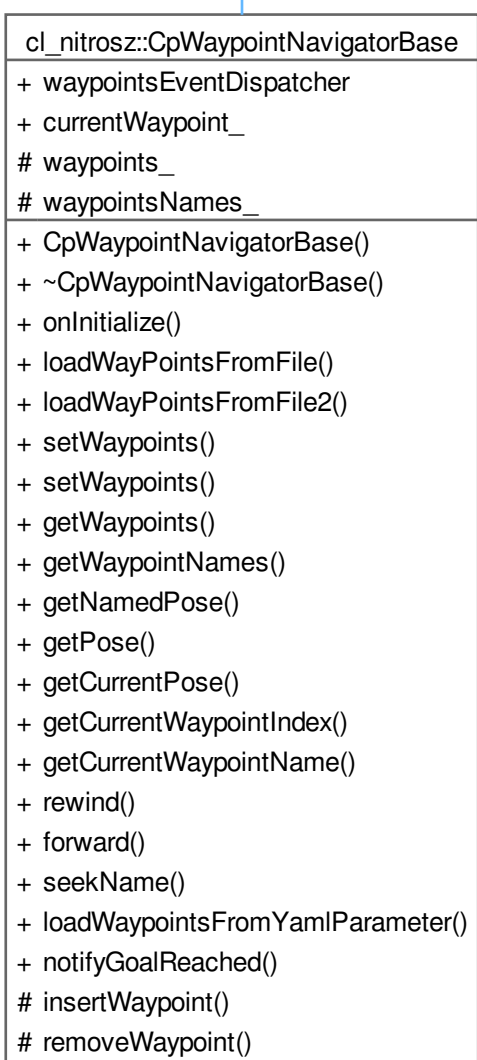 cl_nitrosz::CpWaypointNavigatorBase
+ waypointsEventDispatcher
+ currentWaypoint_
# waypoints_
# waypointsNames_
+ CpWaypointNavigatorBase()
+ ~CpWaypointNavigatorBase()
+ onInitialize()
+ loadWayPointsFromFile()
+ loadWayPointsFromFile2()
+ setWaypoints()
+ setWaypoints()
+ getWaypoints()
+ getWaypointNames()
+ getNamedPose()
+ getPose()
+ getCurrentPose()
+ getCurrentWaypointIndex()
+ getCurrentWaypointName()
+ rewind()
+ forward()
+ seekName()
+ loadWaypointsFromYamlParameter()
+ notifyGoalReached()
# insertWaypoint()
# removeWaypoint()